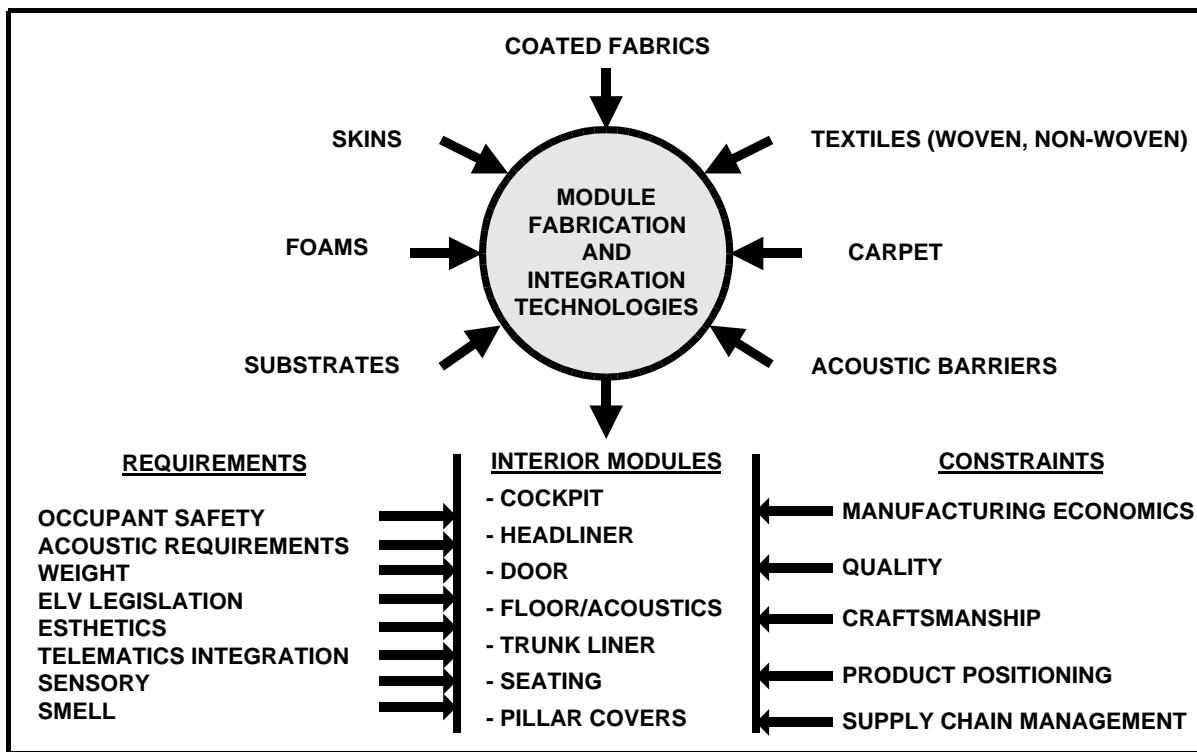 COATED FABRICS
SKINS
TEXTILES (WOVEN, NON-WOVEN)
MODULE
FABRICATION
AND
INTEGRATION
TECHNOLOGIES
FOAMS
CARPET
SUBSTRATES
ACOUSTIC BARRIERS
REQUIREMENTS
OCCUPANT SAFETY
ACOUSTIC REQUIREMENTS
WEIGHT
ELV LEGISLATION
ESTHETICS
TELEMATICS INTEGRATION
SENSORY
SMELL
INTERIOR MODULES
- COCKPIT
- HEADLINER
- DOOR
- FLOOR/ACOUSTICS
- TRUNK LINER
- SEATING
- PILLAR COVERS
CONSTRAINTS
MANUFACTURING ECONOMICS
QUALITY
CRAFTSMANSHIP
PRODUCT POSITIONING
SUPPLY CHAIN MANAGEMENT